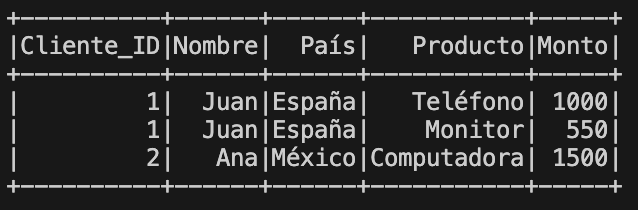 +----------+------+------+-----------+-----+
|Cliente_ID|Nombre|  País|   Producto|Monto|
+----------+------+------+-----------+-----+
|         1|  Juan|España|   Teléfono| 1000|
|         1|  Juan|España|    Monitor|  550|
|         2|   Ana|México|Computadora| 1500|
+----------+------+------+-----------+-----+